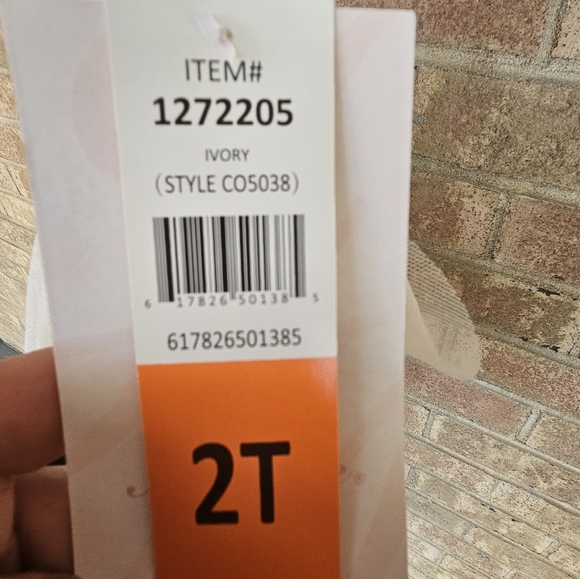 ITEM#
1272205
IVORY
(STYLE CO5038)
6 17826 50138 5
617826501385
2T